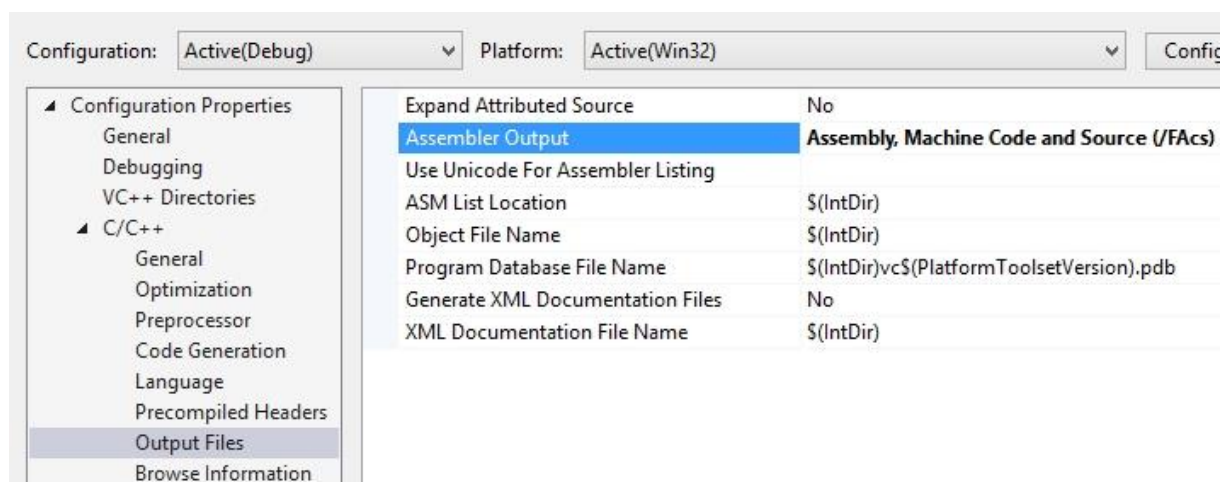 Configuration: Active(Debug) Platform: Active(Win32) Config
Configuration Properties
General
Debugging
VC++ Directories
C/C++
General
Optimization
Preprocessor
Code Generation
Language
Precompiled Headers
Output Files
Browse Information
Expand Attributed Source No
Assembler Output Assembly, Machine Code and Source (/FAcs)
Use Unicode For Assembler Listing
ASM List Location $(IntDir)
Object File Name $(IntDir)
Program Database File Name $(IntDir)vc$(PlatformToolsetVersion).pdb
Generate XML Documentation Files No
XML Documentation File Name $(IntDir)